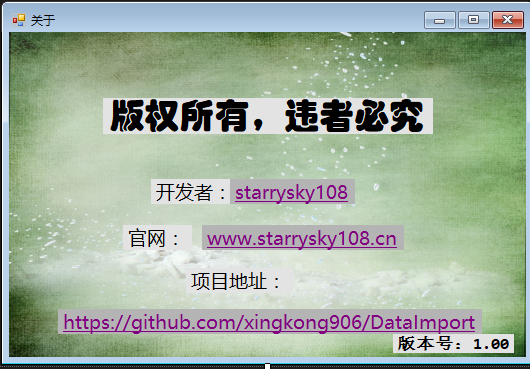 关于
版权所有，违者必究
开发者：starrysky108
官网： www.starrysky108.cn
项目地址：
https://github.com/xingkong906/DataImport
版本号：1.00